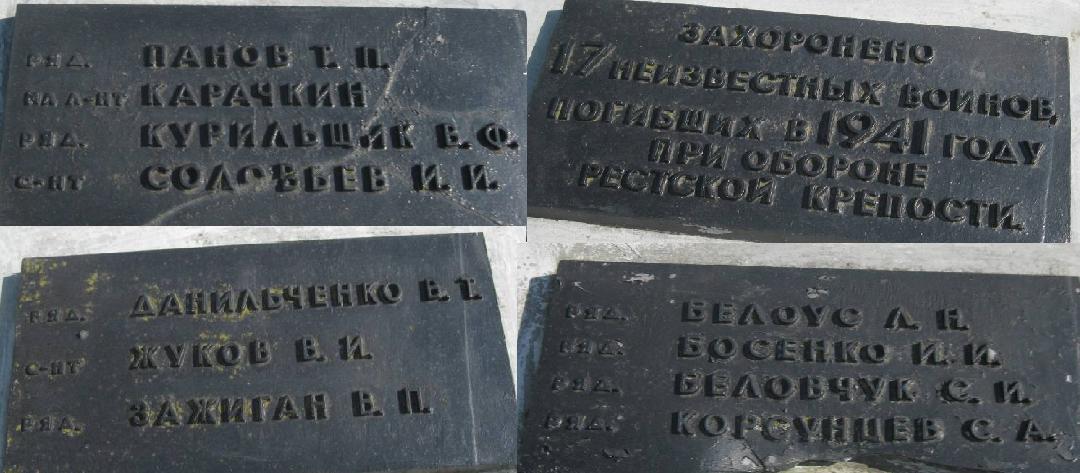 РЯД. ПАНОВ Т. П.
МЛ Л-НТ КАРАЧКИН
РЯД. КУРИЛЬЩИК В. Ф.
С-НТ СОЛОВЬЕВ И. И.
ЗАХОРОНЕНО
17 НЕИЗВЕСТНЫХ ВОИНОВ,
ПОГИБШИХ В 1941 ГОДУ
ПРИ ОБОРОНЕ
РЕСТСКОЙ КРЕПОСТИ.
РЯД. ДАНИЛЬЧЕНКО В. Т.
С-НТ ЖУКОВ В. И.
РЯД. ЗАЖИГАН В. П.
РЯД. БЕЛОУС Л. Н.
РЯД. БОСЕНКО И. И.
РЯД. БЕЛОВЧУК С. И.
РЯД. КОРСУНЦЕВ С. А.